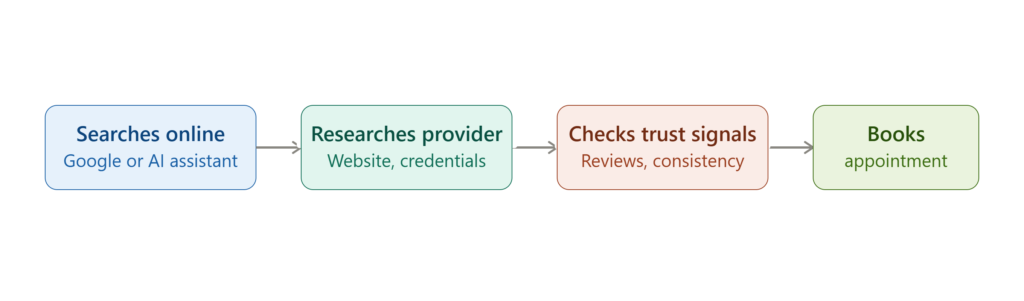 Searches online
Google or AI assistant
Researches provider
Website, credentials
Checks trust signals
Reviews, consistency
Books
appointment